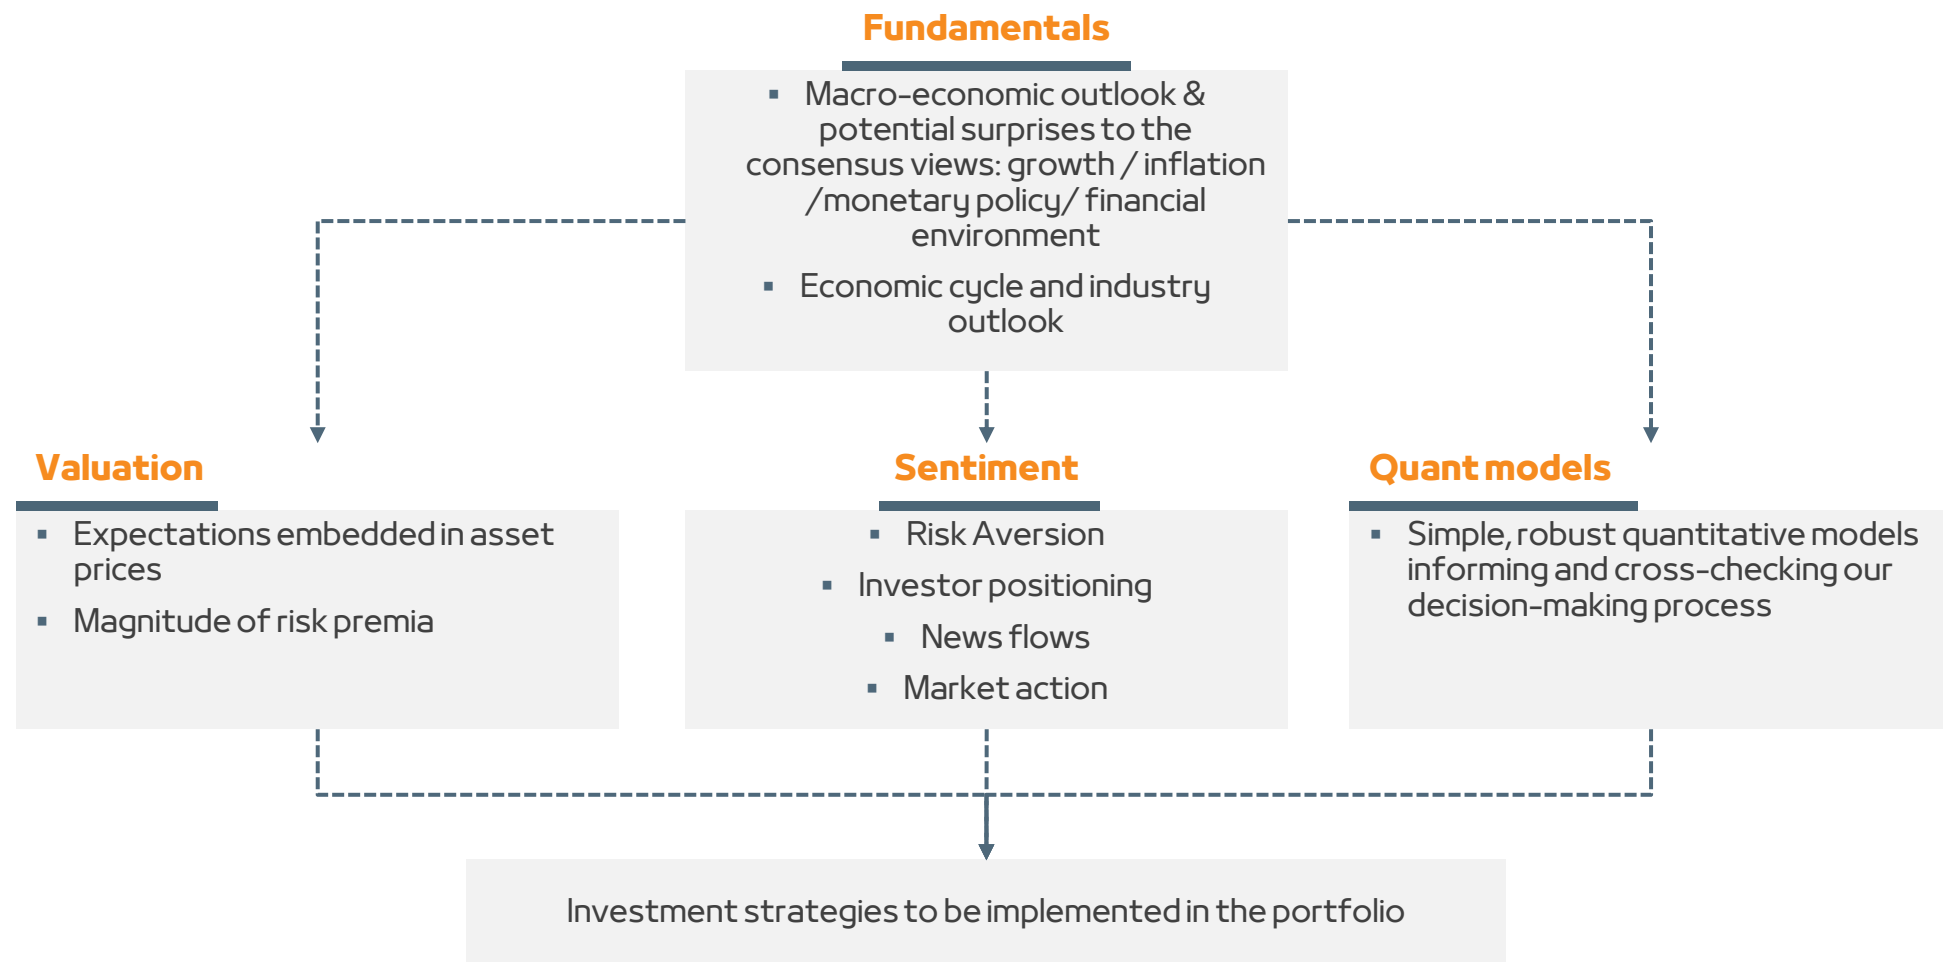 Fundamentals
▪ Macro-economic outlook &
potential surprises to the
consensus views: growth / inflation
/monetary policy/ financial
environment
▪ Economic cycle and industry
outlook
Valuation
▪ Expectations embedded in asset
prices
▪ Magnitude of risk premia
Sentiment
▪ Risk Aversion
▪ Investor positioning
▪ News flows
▪ Market action
Quant models
▪ Simple, robust quantitative models
informing and cross-checking our
decision-making process
Investment strategies to be implemented in the portfolio